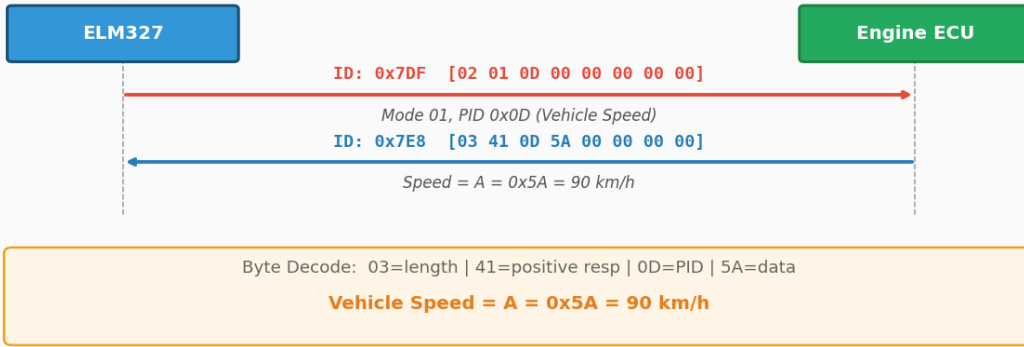 ELM327
Engine ECU
ID: 0x7DF  [02 01 0D 00 00 00 00 00]
Mode 01, PID 0x0D (Vehicle Speed)
ID: 0x7E8  [03 41 0D 5A 00 00 00 00]
Speed = A = 0x5A = 90 km/h
Byte Decode:  03=length | 41=positive resp | 0D=PID | 5A=data
Vehicle Speed = A = 0x5A = 90 km/h